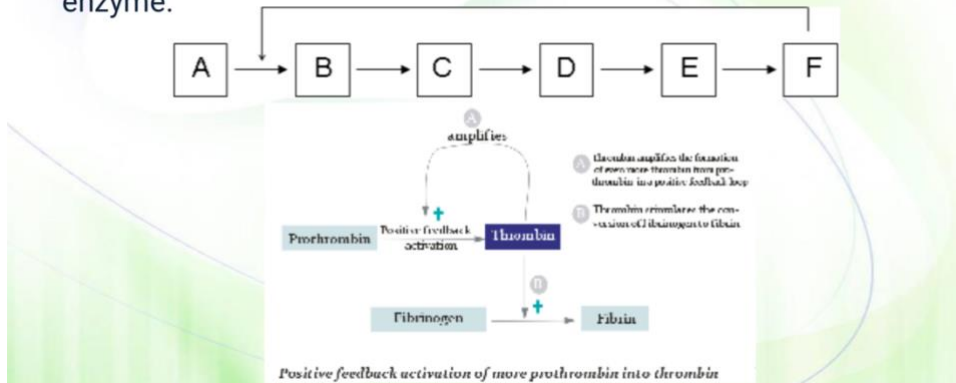 enzyme.
A B C D E F
A
amplifies
A thrombin amplifies the formation
of even more thrombin from pro-
thrombin in a positive feedback loop
B Thrombin stimulates the con-
version of fibrinogen to fibrin
Prothrombin Positive feedback activation Thrombin
B
Fibrinogen Fibrin
Positive feedback activation of more prothrombin into thrombin